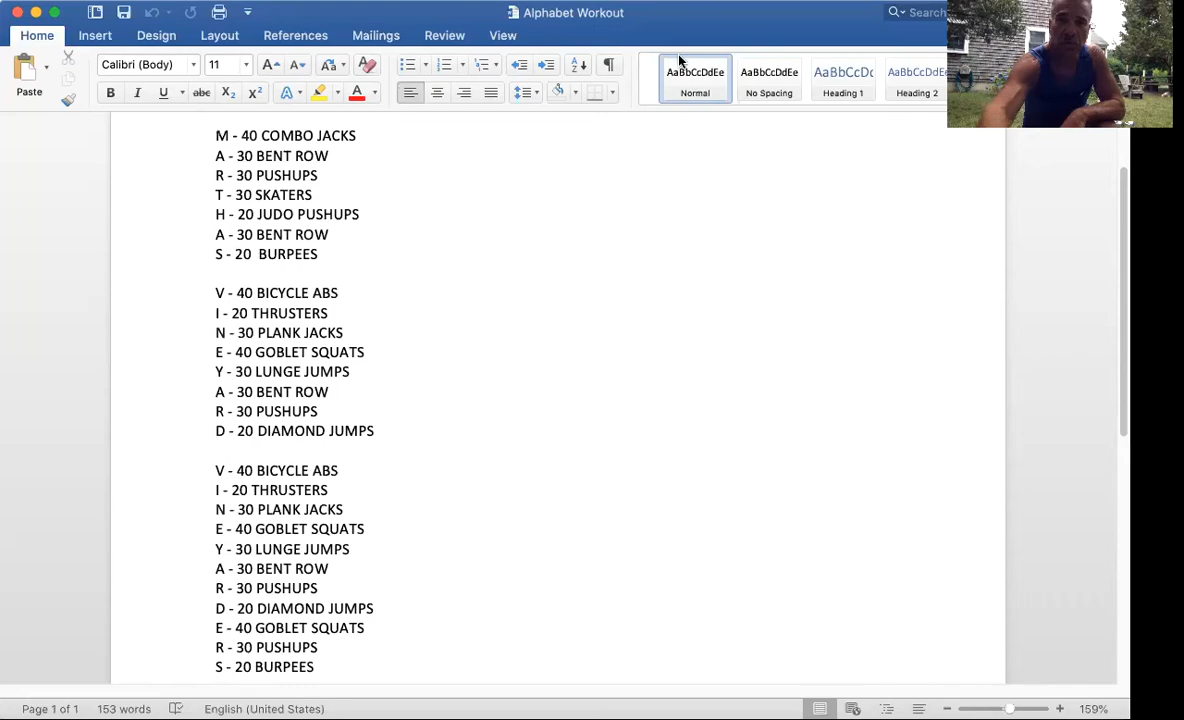 Alphabet Workout
Search
Home Insert Design Layout References Mailings Review View
Paste
Calibri (Body) 11
AaBbCcDdEe AaBbCcDdEe AaBbCcDc AaBbCcDdEe
Normal No Spacing Heading 1 Heading 2
M - 40 COMBO JACKS
A - 30 BENT ROW
R - 30 PUSHUPS
T - 30 SKATERS
H - 20 JUDO PUSHUPS
A - 30 BENT ROW
S - 20  BURPEES
V - 40 BICYCLE ABS
I - 20 THRUSTERS
N - 30 PLANK JACKS
E - 40 GOBLET SQUATS
Y - 30 LUNGE JUMPS
A - 30 BENT ROW
R - 30 PUSHUPS
D - 20 DIAMOND JUMPS
V - 40 BICYCLE ABS
I - 20 THRUSTERS
N - 30 PLANK JACKS
E - 40 GOBLET SQUATS
Y - 30 LUNGE JUMPS
A - 30 BENT ROW
R - 30 PUSHUPS
D - 20 DIAMOND JUMPS
E - 40 GOBLET SQUATS
R - 30 PUSHUPS
S - 20 BURPEES
Page 1 of 1 153 words English (United States) 159%